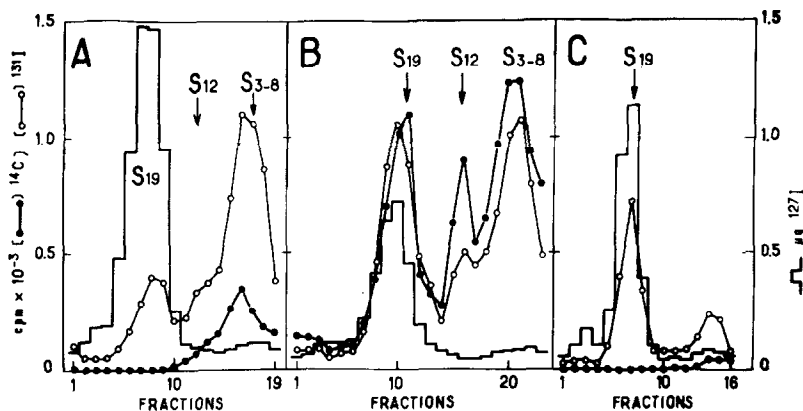 cpm × 10⁻³ [●—●) ¹⁴C] [○—○) ¹³¹I]
1.5
1.0
0.5
0
A
S19
S12
S3-8
1 10 19
FRACTIONS
B
S19
S12
S3-8
1 10 20
FRACTIONS
C
S19
1 10 16
FRACTIONS
1.5
1.0
0.5
0
µg ¹²⁷I